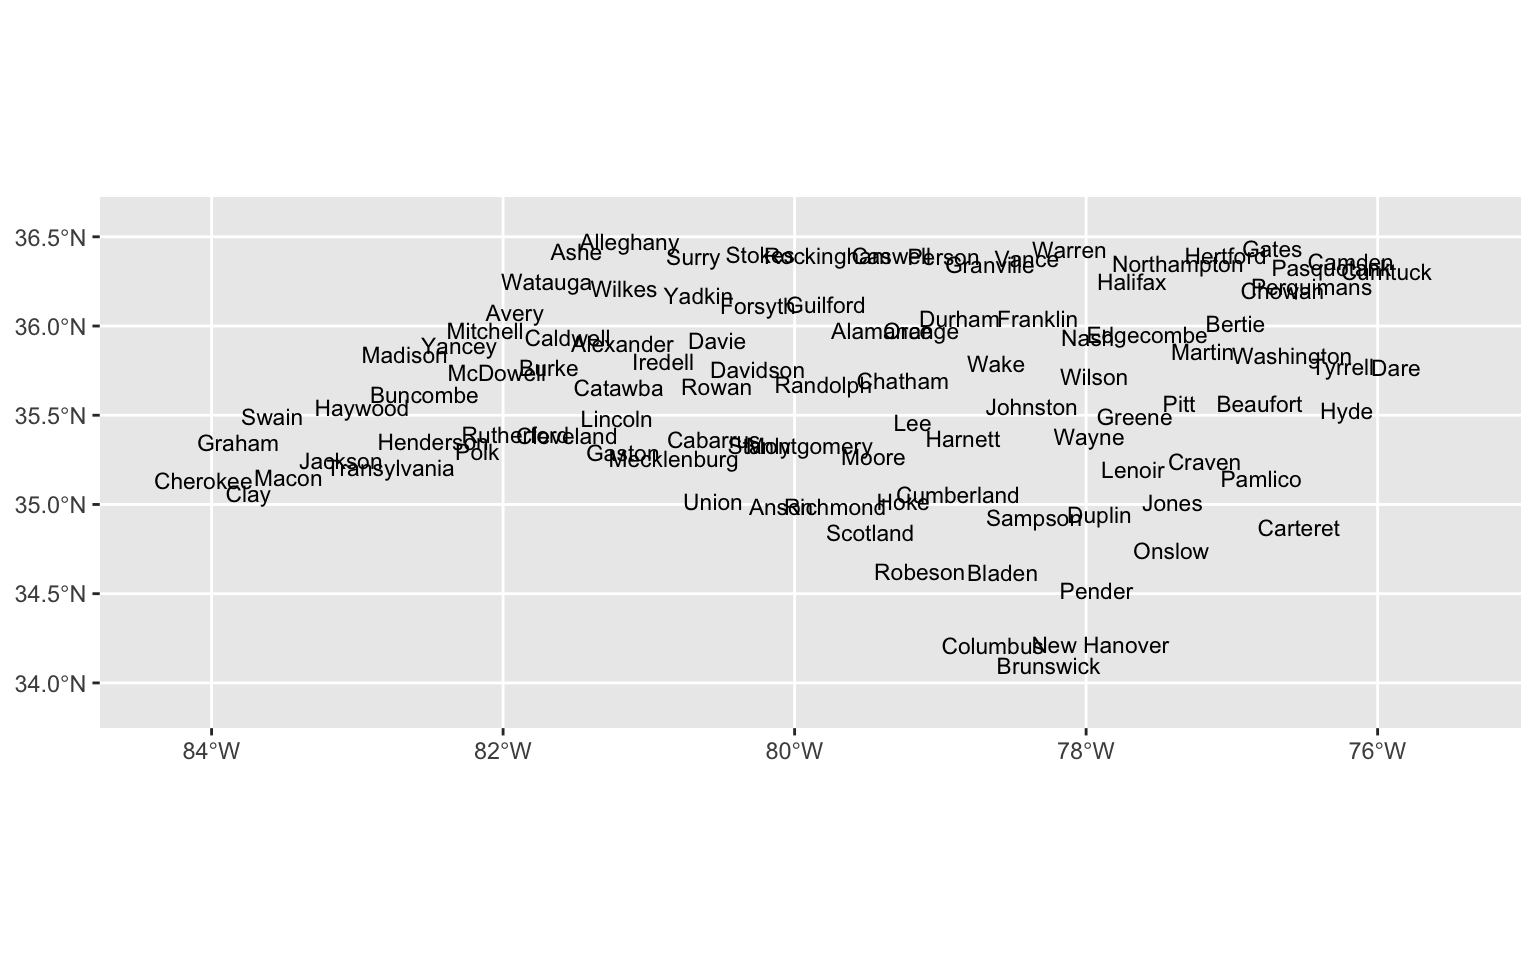 36.5°N
36.0°N
35.5°N
35.0°N
34.5°N
34.0°N
Alleghany
Ashe
Surry
Stokes
Rockingham
Caswell
Person
Granville
Vance
Warren
Northampton
Hertford
Gates
Camden
Pasquotank
Currituck
Watauga
Wilkes
Yadkin
Forsyth
Guilford
Halifax
Chowan
Perquimans
Avery
Mitchell
Caldwell
Alexander
Davie
Alamance
Orange
Durham
Franklin
Nash
Edgecombe
Bertie
Madison
Yancey
McDowell
Burke
Iredell
Davidson
Wake
Martin
Washington
Tyrrell
Dare
Buncombe
Catawba
Rowan
Randolph
Chatham
Wilson
Swain
Haywood
Lincoln
Lee
Johnston
Greene
Pitt
Beaufort
Hyde
Graham
Henderson
Rutherford
Polk
Cleveland
Gaston
Mecklenburg
Cabarrus
Stanly
Montgomery
Moore
Harnett
Wayne
Cherokee
Clay
Macon
Jackson
Transylvania
Lenoir
Craven
Pamlico
Union
Anson
Richmond
Hoke
Cumberland
Sampson
Duplin
Jones
Carteret
Scotland
Onslow
Robeson
Bladen
Pender
Columbus
New Hanover
Brunswick
84°W
82°W
80°W
78°W
76°W